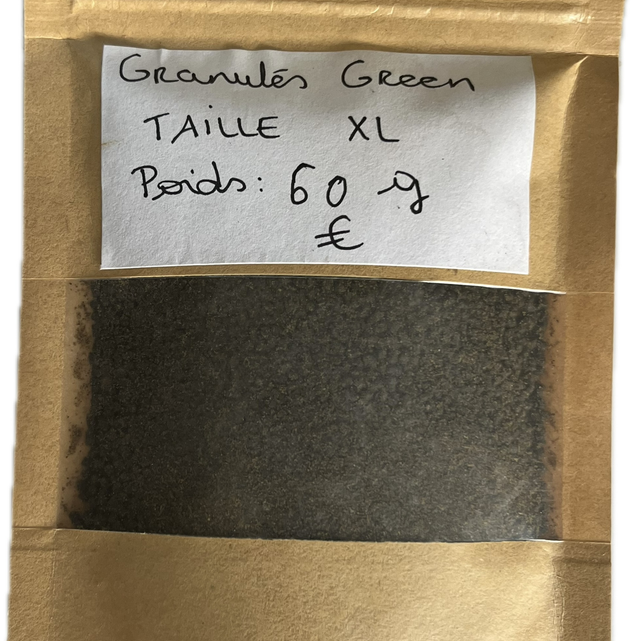 Granulés Green
TAiLLE XL
Poids: 60 g
€